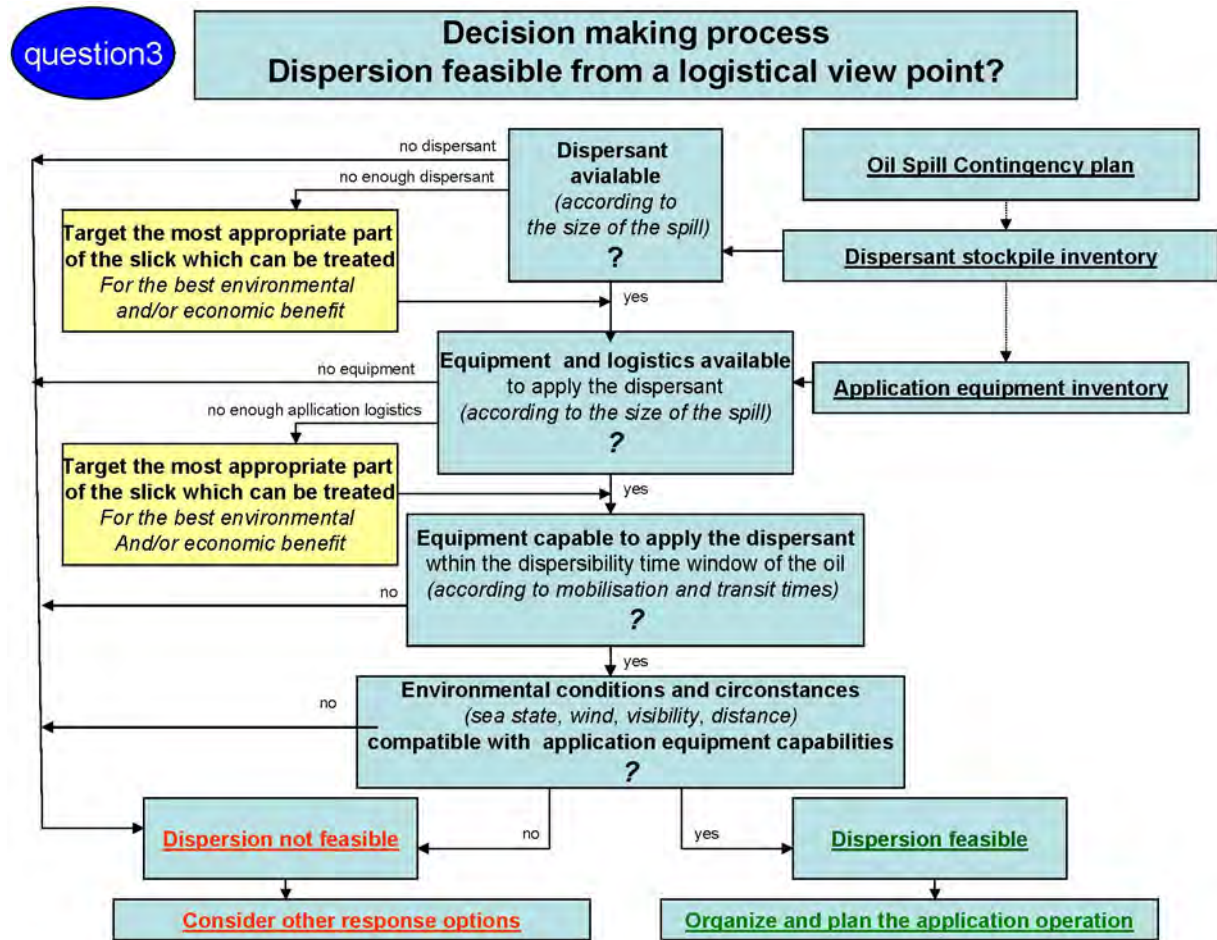 question3
Decision making process
Dispersion feasible from a logistical view point?
no dispersant
no enough dispersant
Dispersant
avialable
(according to
the size of the spill)
?
Oil Spill Contingency plan
Dispersant stockpile inventory
Target the most appropriate part
of the slick which can be treated
For the best environmental
and/or economic benefit
yes
no equipment
Equipment and logistics available
to apply the dispersant
(according to the size of the spill)
?
Application equipment inventory
no enough apllication logistics
Target the most appropriate part
of the slick which can be treated
For the best environmental
And/or economic benefit
yes
Equipment capable to apply the dispersant
wthin the dispersibility time window of the oil
(according to mobilisation and transit times)
?
no
yes
Environmental conditions and circonstances
(sea state, wind, visibility, distance)
compatible with application equipment capabilities
?
no
Dispersion not feasible
no
yes
Dispersion feasible
Consider other response options
Organize and plan the application operation